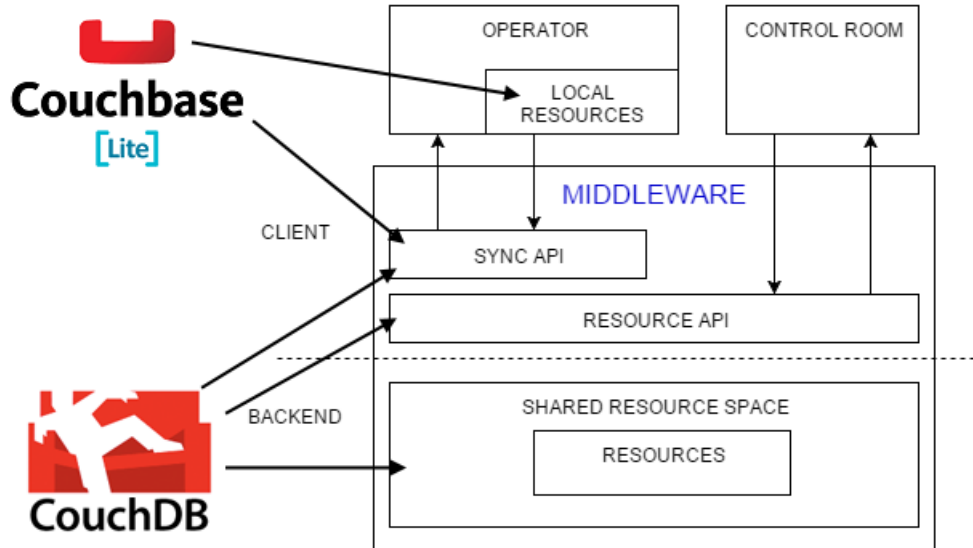 OPERATOR
CONTROL ROOM
Couchbase
[Lite]
LOCAL
RESOURCES
MIDDLEWARE
CLIENT
SYNC API
RESOURCE API
BACKEND
SHARED RESOURCE SPACE
RESOURCES
CouchDB